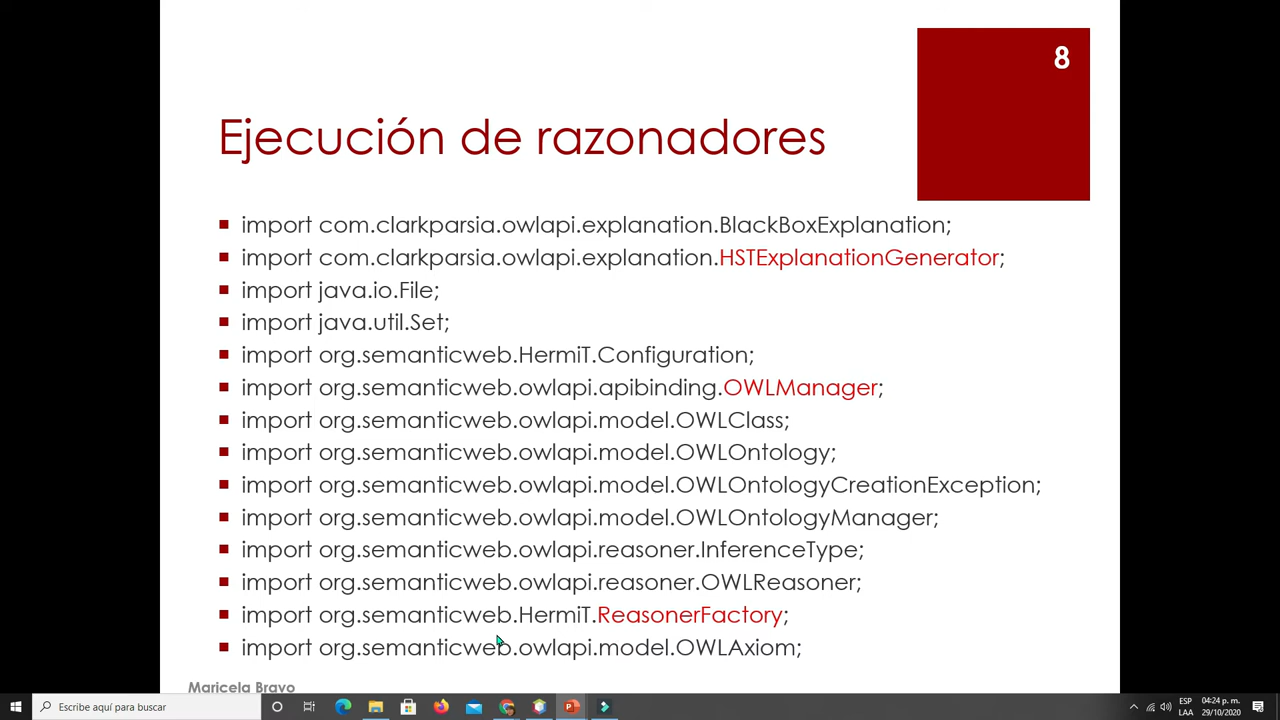 8
Ejecución de razonadores
import com.clarkparsia.owlapi.explanation.BlackBoxExplanation;
import com.clarkparsia.owlapi.explanation.HSTExplanationGenerator;
import java.io.File;
import java.util.Set;
import org.semanticweb.HermiT.Configuration;
import org.semanticweb.owlapi.apibinding.OWLManager;
import org.semanticweb.owlapi.model.OWLClass;
import org.semanticweb.owlapi.model.OWLOntology;
import org.semanticweb.owlapi.model.OWLOntologyCreationException;
import org.semanticweb.owlapi.model.OWLOntologyManager;
import org.semanticweb.owlapi.reasoner.InferenceType;
import org.semanticweb.owlapi.reasoner.OWLReasoner;
import org.semanticweb.HermiT.ReasonerFactory;
import org.semanticweb.owlapi.model.OWLAxiom;
Maricela Bravo
Escribe aquí para buscar
ESP
LAA
04:24 p. m.
29/10/2020